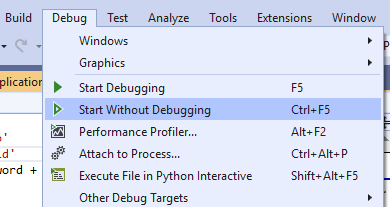 Build Debug Test Analyze Tools Extensions Window
Windows
Graphics
plication
Start Debugging F5
Start Without Debugging Ctrl+F5
Performance Profiler... Alt+F2
Attach to Process... Ctrl+Alt+P
word +
Execute File in Python Interactive Shift+Alt+F5
Other Debug Targets